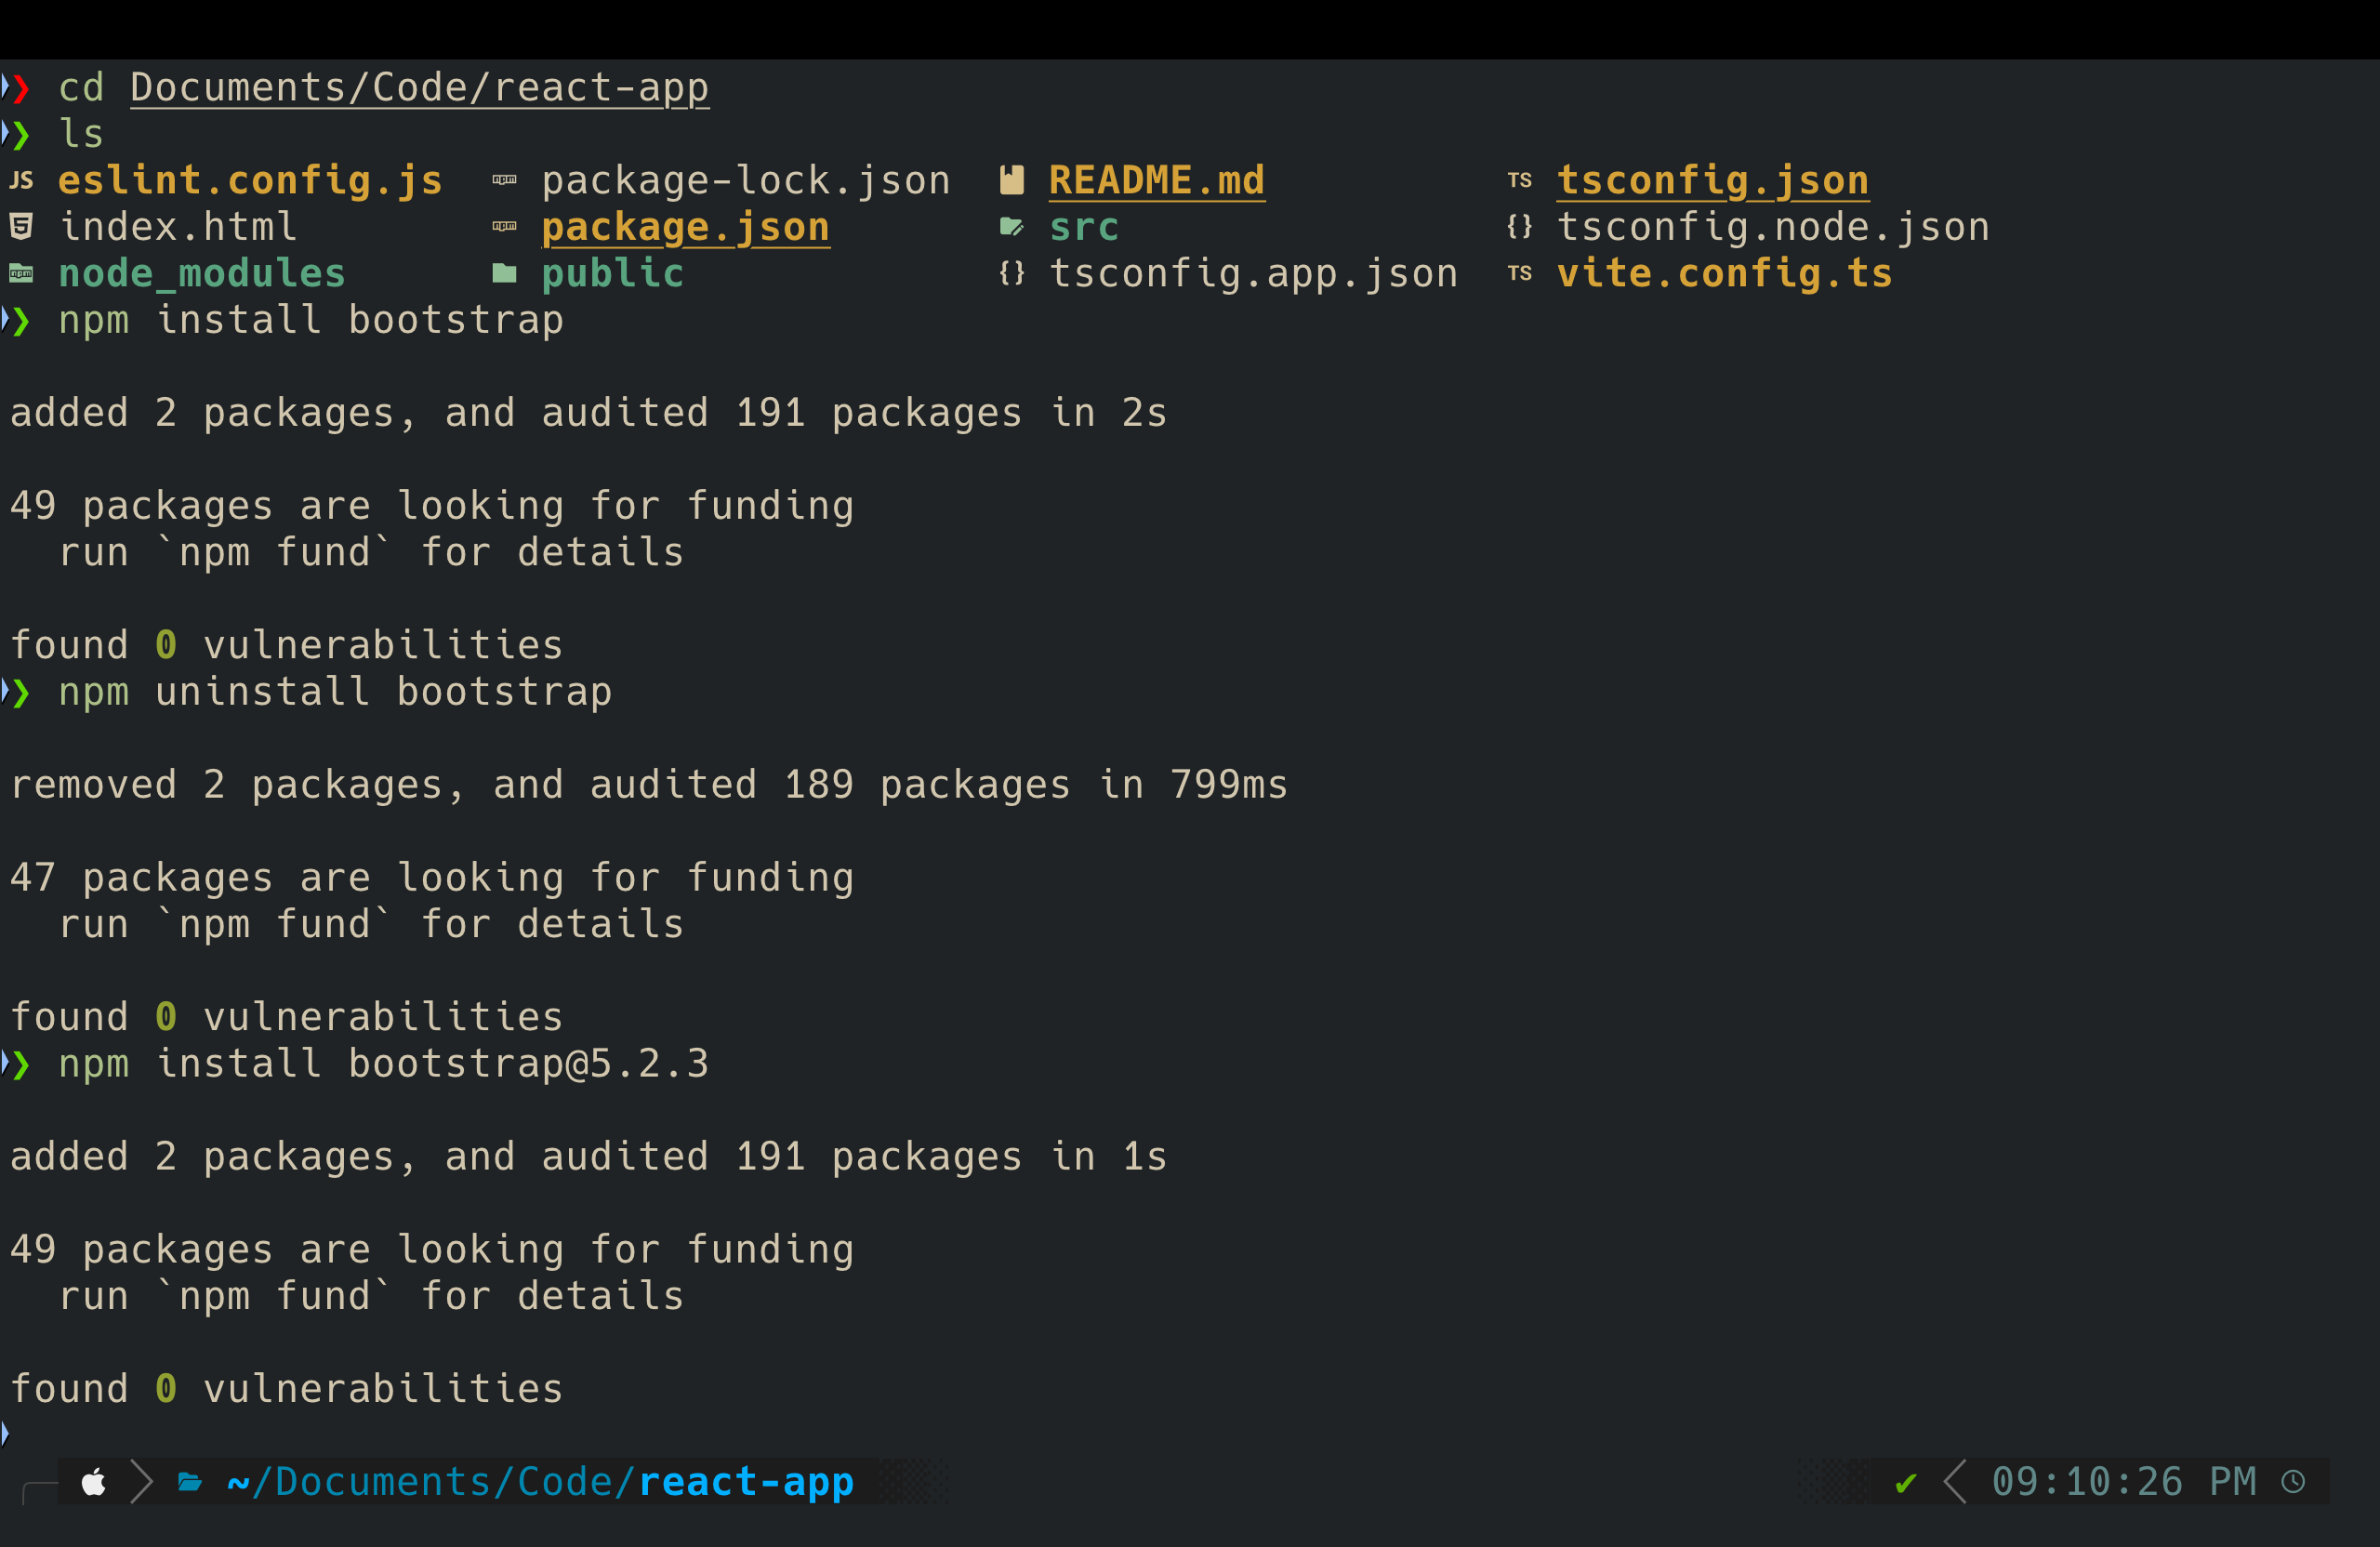 ❯ cd Documents/Code/react-app
❯ ls
JS eslint.config.js npm package-lock.json README.md TS tsconfig.json
5 index.html npm package.json src {} tsconfig.node.json
npm node_modules public {} tsconfig.app.json TS vite.config.ts
❯ npm install bootstrap
added 2 packages, and audited 191 packages in 2s
49 packages are looking for funding
run `npm fund` for details
found 0 vulnerabilities
❯ npm uninstall bootstrap
removed 2 packages, and audited 189 packages in 799ms
47 packages are looking for funding
run `npm fund` for details
found 0 vulnerabilities
❯ npm install bootstrap@5.2.3
added 2 packages, and audited 191 packages in 1s
49 packages are looking for funding
run `npm fund` for details
found 0 vulnerabilities
~/Documents/Code/react-app ✔ 09:10:26 PM